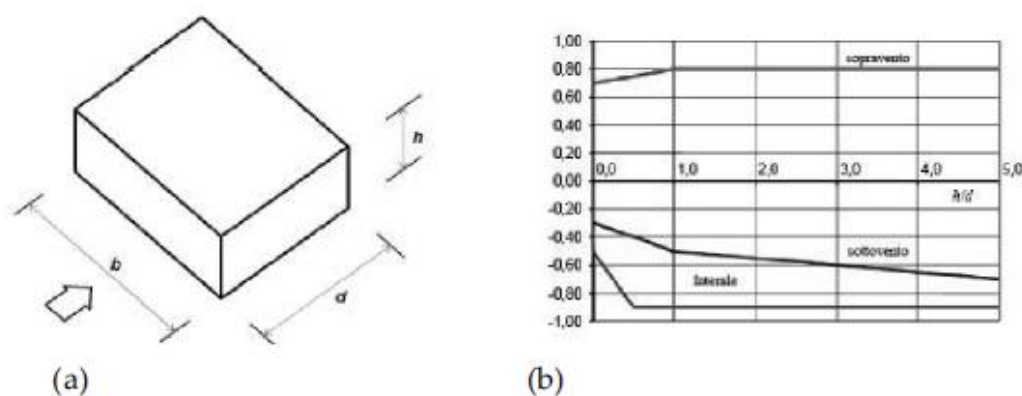 h
b
d
(a)
1,00
0,80
0,60
0,40
0,20
0,00
-0,20
-0,40
-0,60
-0,80
-1,00
0,0 1,0 2,0 3,0 4,0 5,0
h/d
sopravento
sottovento
laterale
(b)